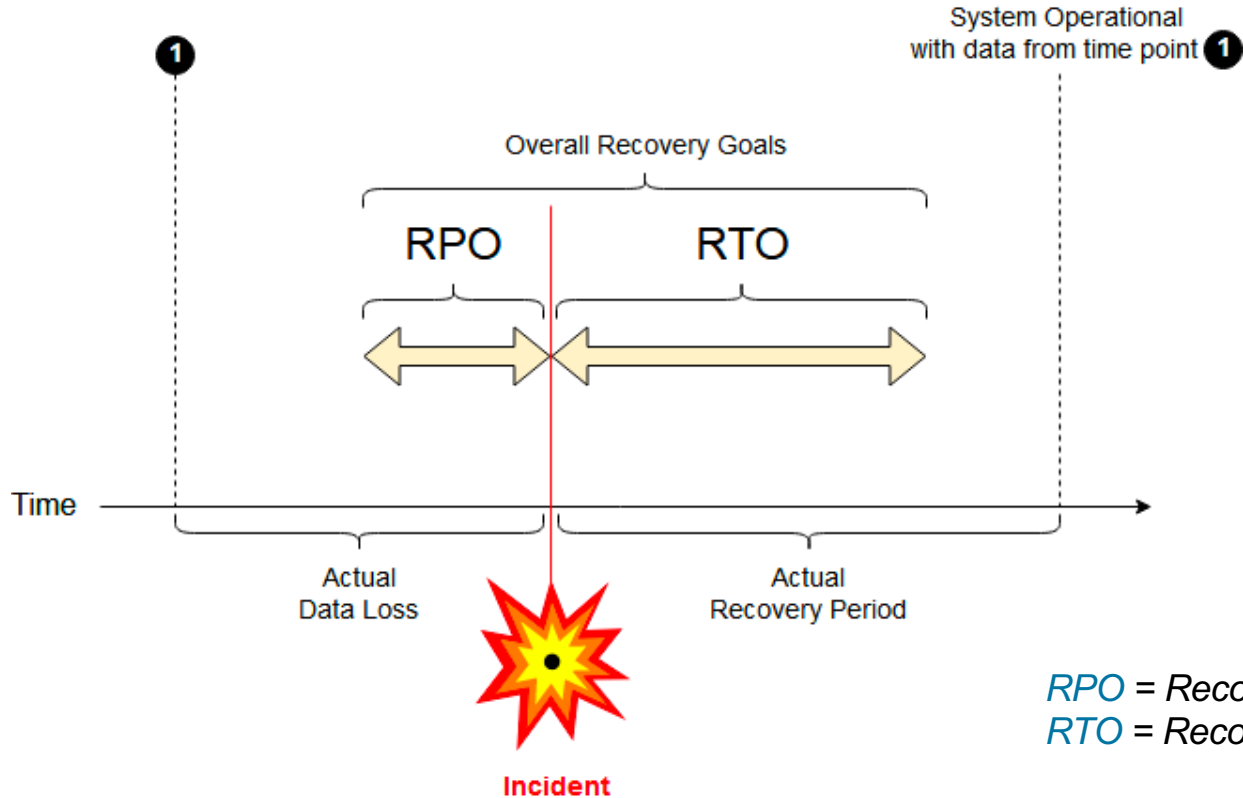 System Operational
1
with data from time point 1
Overall Recovery Goals
RPO
RTO
Time
Actual
Data Loss
Actual
Recovery Period
RPO = Reco
RTO = Reco
Incident